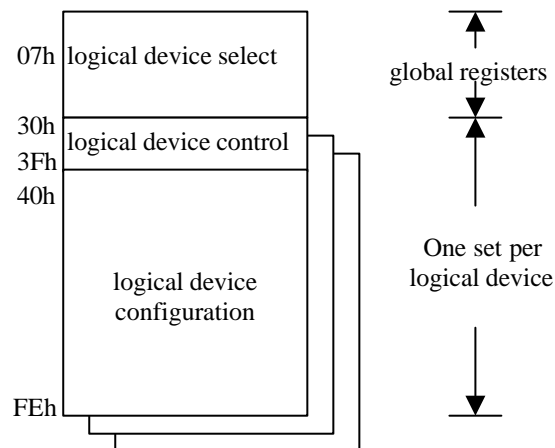 07h logical device select
global registers
30h
logical device control
3Fh
40h
One set per
logical device
logical device
configuration
FEh